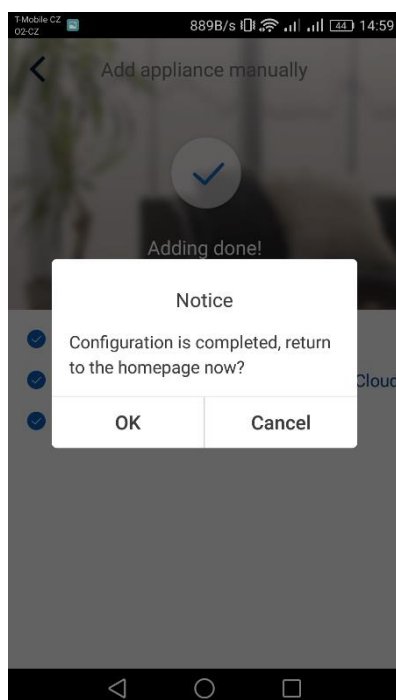 T-Mobile CZ
O2-CZ
889B/s 44 14:59
Add appliance manually
Adding done!
Notice
Configuration is completed, return
to the homepage now?
Cloud
OK Cancel